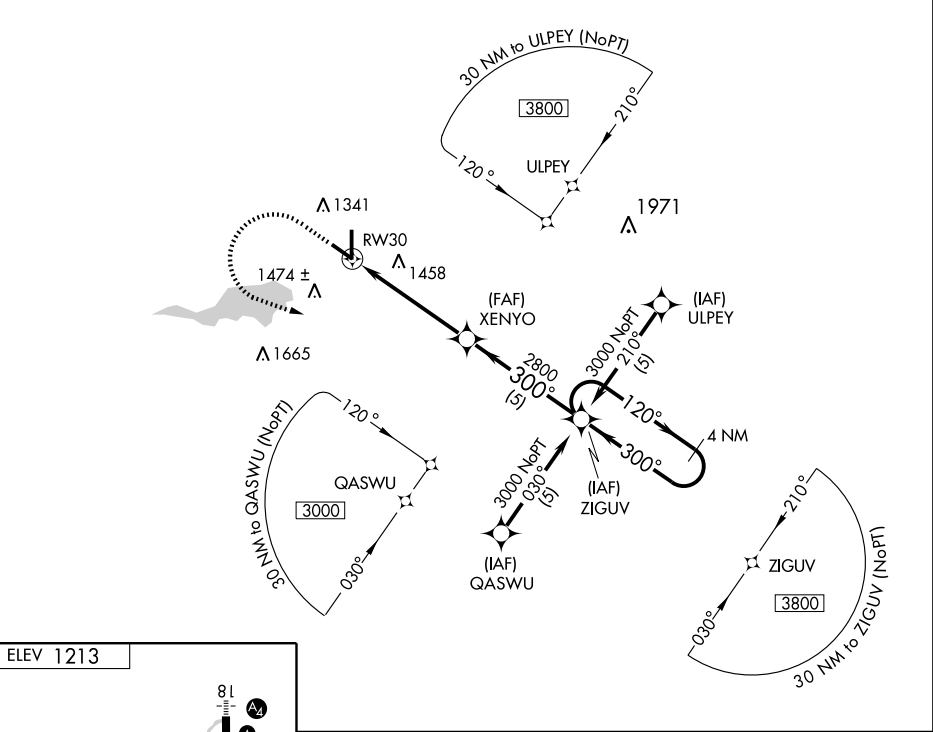 30 NM to ULPEY (NoPT)
3800
210°
120°
ULPEY
1341
1971
RW30
1458
1474 ±
(FAF)
XENYO
(IAF)
ULPEY
1665
3000 NoPT
210°
(5)
2800
300°
(5)
120°
4 NM
300°
30 NM to QASWU (NoPT)
120°
QASWU
3000
030°
3000 NoPT
030°
(5)
(IAF)
ZIGUV
(IAF)
QASWU
210°
ZIGUV
3800
030°
30 NM to ZIGUV (NoPT)
ELEV 1213
18
A4